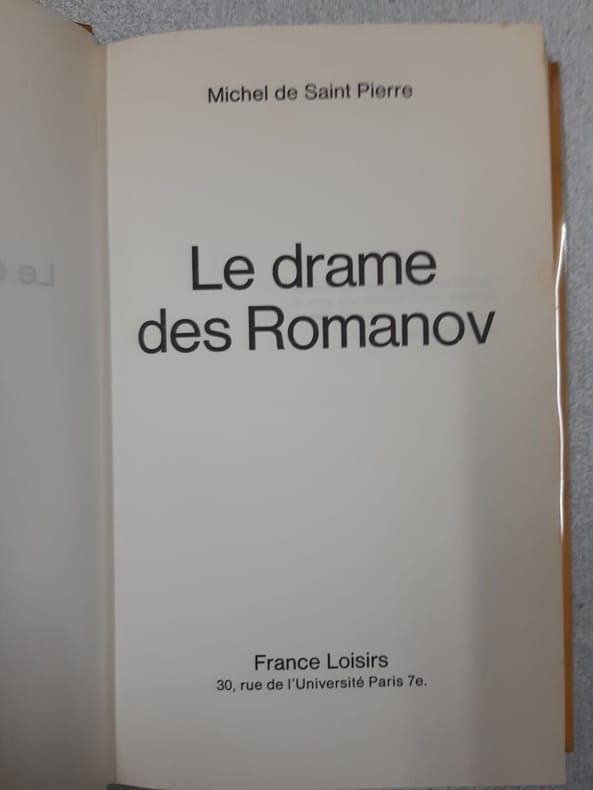 Michel de Saint Pierre
Le drame
des Romanov
France Loisirs
30, rue de l'Université Paris 7e.